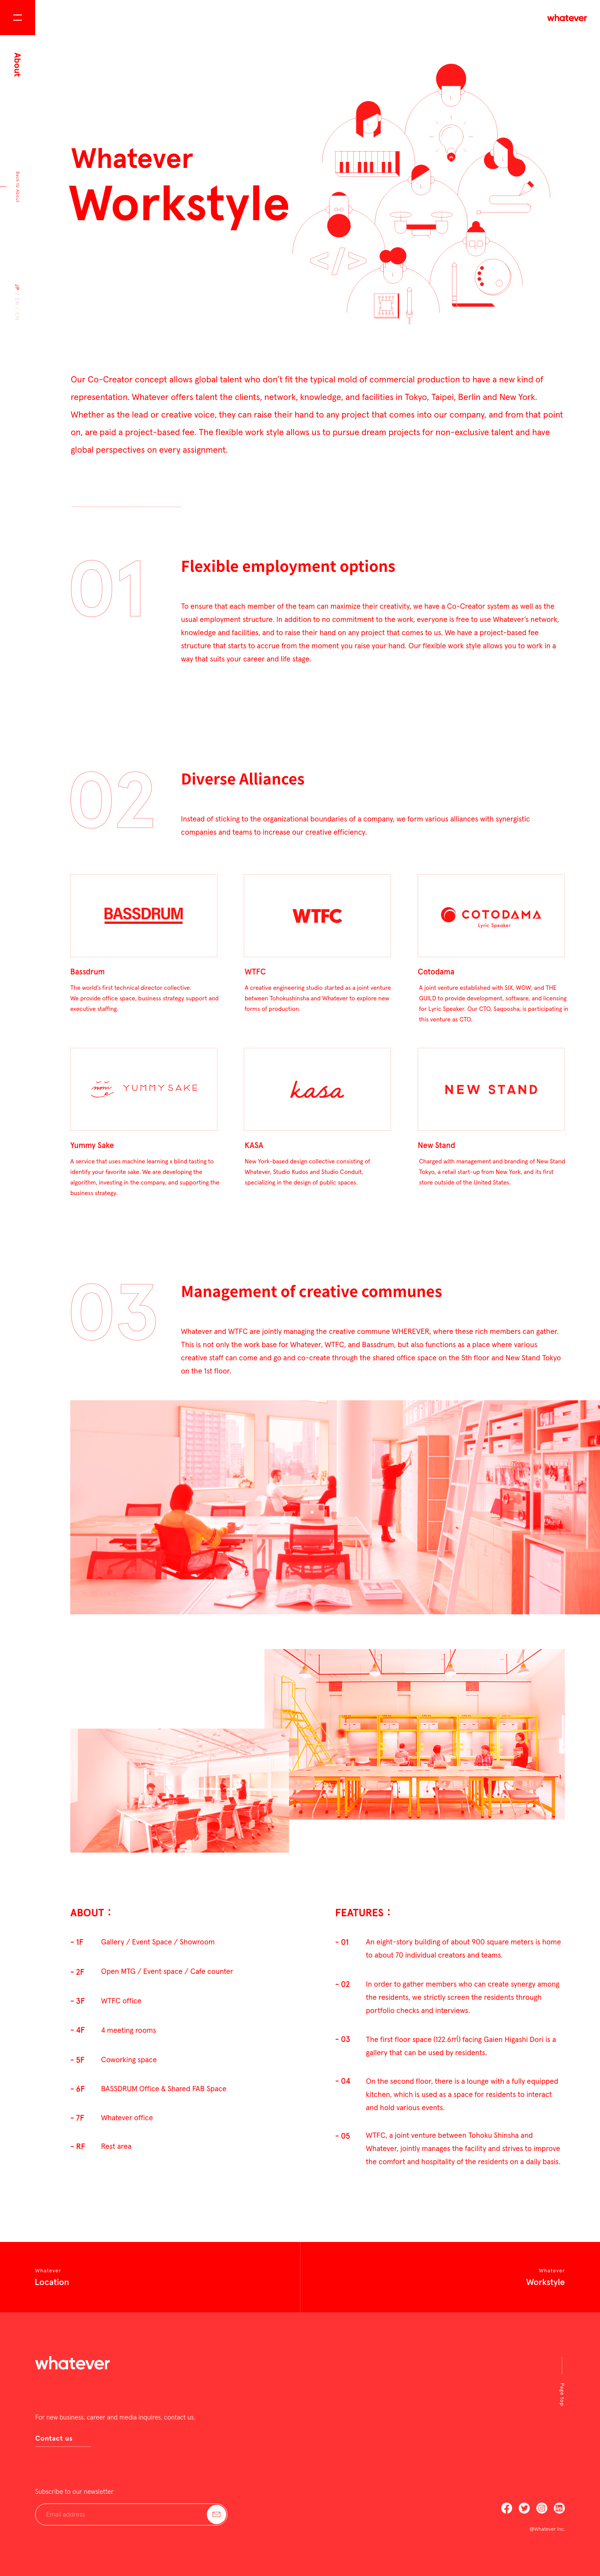 whatever
About
Back to About
JP
EN
Whatever
Workstyle
</>
Our Co-Creator concept allows global talent who don't fit the typical mold of commercial production to have a new kind of
representation. Whatever offers talent the clients, network, knowledge, and facilities in Tokyo, Taipei, Berlin and New York.
Whether as the lead or creative voice, they can raise their hand to any project that comes into our company, and from that point
on, are paid a project-based fee. The flexible work style allows us to pursue dream projects for non-exclusive talent and have
global perspectives on every assignment.
01
Flexible employment options
To ensure that each member of the team can maximize their creativity, we have a Co-Creator system as well as the
usual employment structure. In addition to no commitment to the work, everyone is free to use Whatever's network,
knowledge and facilities, and to raise their hand on any project that comes to us. We have a project-based fee
structure that starts to accrue from the moment you raise your hand. Our flexible work style allows you to work in a
way that suits your career and life stage.
02
Diverse Alliances
Instead of sticking to the organizational boundaries of a company, we form various alliances with synergistic
companies and teams to increase our creative efficiency.
BASSDRUM
Bassdrum
The world's first technical director collective.
We provide office space, business strategy support and
executive staffing.
WTFC
WTFC
A creative engineering studio started as a joint venture
between Tohokushinsha and Whatever to explore new
forms of production.
COTODAMA
Lyric Speaker
Cotodama
A joint venture established with SIX, WOW, and THE
GUILD to provide development, software, and licensing
for Lyric Speaker. Our CTO, Saqoosha, is participating in
this venture as CTO.
YUMMY SAKE
Yummy Sake
A service that uses machine learning x blind tasting to
identify your favorite sake. We are developing the
algorithm, investing in the company, and supporting the
business strategy.
kasa
KASA
New York-based design collective consisting of
Whatever, Studio Kudos and Studio Conduit,
specializing in the design of public spaces.
NEW STAND
New Stand
Charged with management and branding of New Stand
Tokyo, a retail start-up from New York, and its first
store outside of the United States.
03
Management of creative communes
Whatever and WTFC are jointly managing the creative commune WHEREVER, where these rich members can gather.
This is not only the work base for Whatever, WTFC, and Bassdrum, but also functions as a place where various
creative staff can come and go and co-create through the shared office space on the 5th floor and New Stand Tokyo
on the 1st floor.
ABOUT：
- 1F Gallery / Event Space / Showroom
- 2F Open MTG / Event space / Cafe counter
- 3F WTFC office
- 4F 4 meeting rooms
- 5F Coworking space
- 6F BASSDRUM Office & Shared FAB Space
- 7F Whatever office
- RF Rest area
FEATURES：
- 01 An eight-story building of about 900 square meters is home
to about 70 individual creators and teams.
- 02 In order to gather members who can create synergy among
the residents, we strictly screen the residents through
portfolio checks and interviews.
- 03 The first floor space (122.6㎡) facing Gaien Higashi Dori is a
gallery that can be used by residents.
- 04 On the second floor, there is a lounge with a fully equipped
kitchen, which is used as a space for residents to interact
and hold various events.
- 05 WTFC, a joint venture between Tohoku Shinsha and
Whatever, jointly manages the facility and strives to improve
the comfort and hospitality of the residents on a daily basis.
Whatever
Location
Whatever
Workstyle
whatever
Page top
For new business, career and media inquires, contact us.
Contact us
Subscribe to our newsletter
Email address
©Whatever Inc.